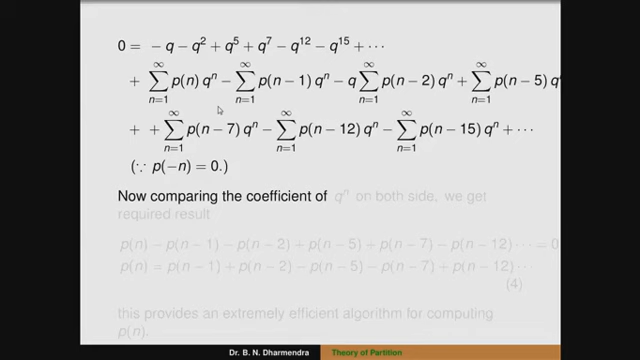 0 = −q − q² + q⁵ + q⁷ − q¹² − q¹⁵ + ···
+ ∑_{n=1}^{∞} p(n) qⁿ − ∑_{n=1}^{∞} p(n − 1) qⁿ − q ∑_{n=1}^{∞} p(n − 2) qⁿ + ∑_{n=1}^{∞} p(n − 5) qⁿ
+ + ∑_{n=1}^{∞} p(n − 7) qⁿ − ∑_{n=1}^{∞} p(n − 12) qⁿ − ∑_{n=1}^{∞} p(n − 15) qⁿ + ···
(∵ p(−n) = 0.)
Now comparing the coefficient of qⁿ on both side, we get
required result
p(n) − p(n − 1) − p(n − 2) + p(n − 5) + p(n − 7) − p(n − 12) ··· = 0
p(n) = p(n − 1) + p(n − 2) − p(n − 5) − p(n − 7) + p(n − 12) ···
(4)
this provides an extremely efficient algorithm for computing
p(n).
Dr. B. N. Dharmendra Theory of Partition